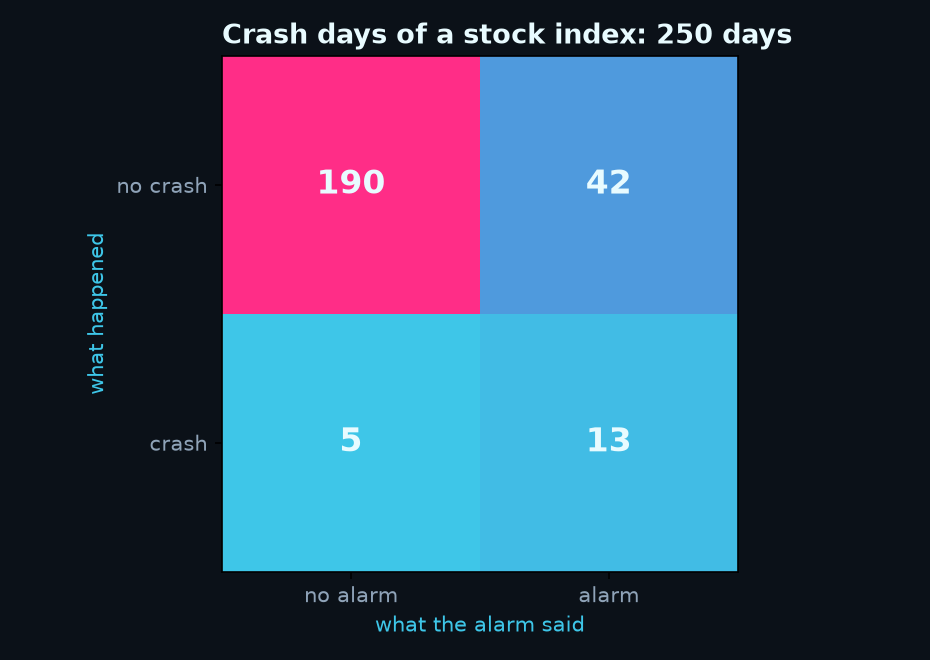 Crash days of a stock index: 250 days
no crash
190
42
what happened
crash
5
13
no alarm
alarm
what the alarm said